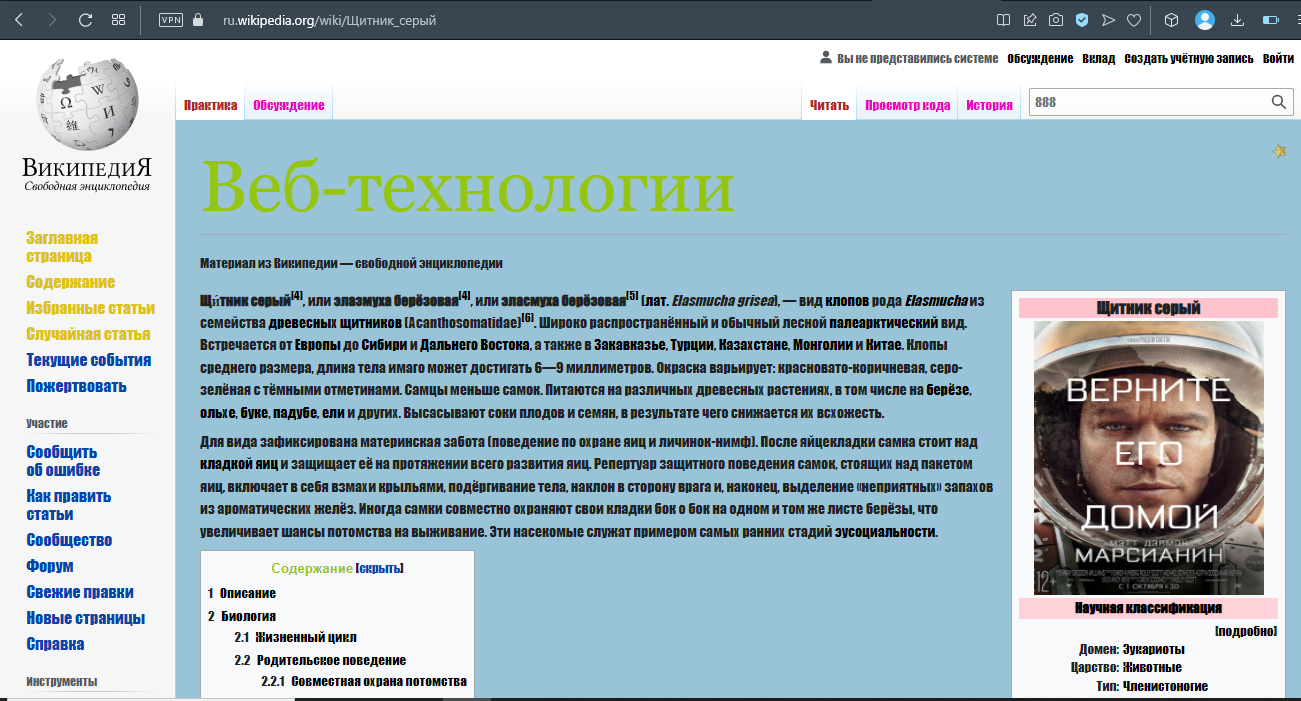 VPN ru.wikipedia.org/wiki/Щитник_серый
Вы не представились системе Обсуждение Вклад Создать учётную запись Войти
Практика Обсуждение Читать Просмотр кода История 888
ВИКИПЕДИЯ
Свободная энциклопедия
Веб-технологии
Заглавная
страница
Содержание
Избранные статьи
Случайная статья
Текущие события
Пожертвовать
Участие
Сообщить
об ошибке
Как править
статьи
Сообщество
Форум
Свежие правки
Новые страницы
Справка
Инструменты
Материал из Википедии — свободной энциклопедии
Щи́тник серый[4], или элазмуха берёзовая[4], или эласмуха берёзовая[5] (лат. Elasmucha grisea), — вид клопов рода Elasmucha из
семейства древесных щитников (Acanthosomatidae)[6]. Широко распространённый и обычный лесной палеарктический вид.
Встречается от Европы до Сибири и Дальнего Востока, а также в Закавказье, Турции, Казахстане, Монголии и Китае. Клопы
среднего размера, длина тела имаго может достигать 6—9 миллиметров. Окраска варьирует: красновато-коричневая, серо-
зелёная с тёмными отметинами. Самцы меньше самок. Питаются на различных древесных растениях, в том числе на берёзе,
ольхе, буке, падубе, ели и других. Высасывают соки плодов и семян, в результате чего снижается их всхожесть.
Для вида зафиксирована материнская забота (поведение по охране яиц и личинок-нимф). После яйцекладки самка стоит над
кладкой яиц и защищает её на протяжении всего развития яиц. Репертуар защитного поведения самок, стоящих над пакетом
яиц, включает в себя взмахи крыльями, подёргивание тела, наклон в сторону врага и, наконец, выделение «неприятных» запахов
из ароматических желёз. Иногда самки совместно охраняют свои кладки бок о бок на одном и том же листе берёзы, что
увеличивает шансы потомства на выживание. Эти насекомые служат примером самых ранних стадий эусоциальности.
Содержание [скрыть]
1 Описание
2 Биология
2.1 Жизненный цикл
2.2 Родительское поведение
2.2.1 Совместная охрана потомства
Щитник серый
ВЕРНИТЕ
ЕГО
ДОМОЙ
МЭТТ ДЭЙМОН
МАРСИАНИН
12+
С 1 ОКТЯБРЯ
Научная классификация
[подробно]
Домен: Эукариоты
Царство: Животные
Тип: Членистоногие